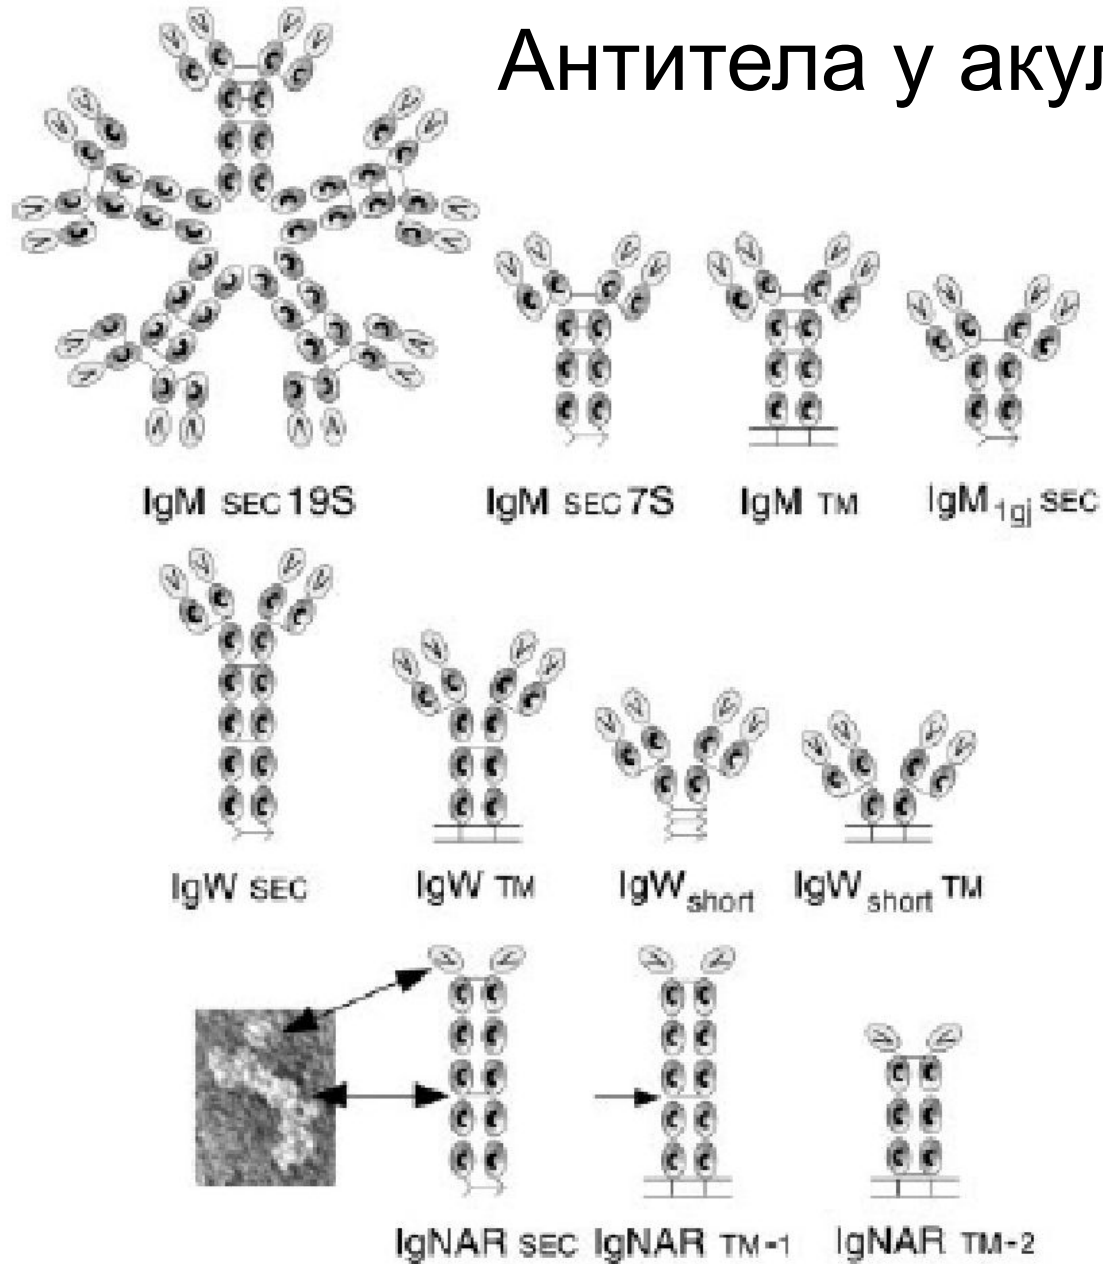 Антитела у акул
IgM SEC 19S
IgM SEC 7S
IgM TM
IgM1gj SEC
IgW SEC
IgW TM
IgWshort
IgWshort TM
IgNAR SEC
IgNAR TM-1
IgNAR TM-2